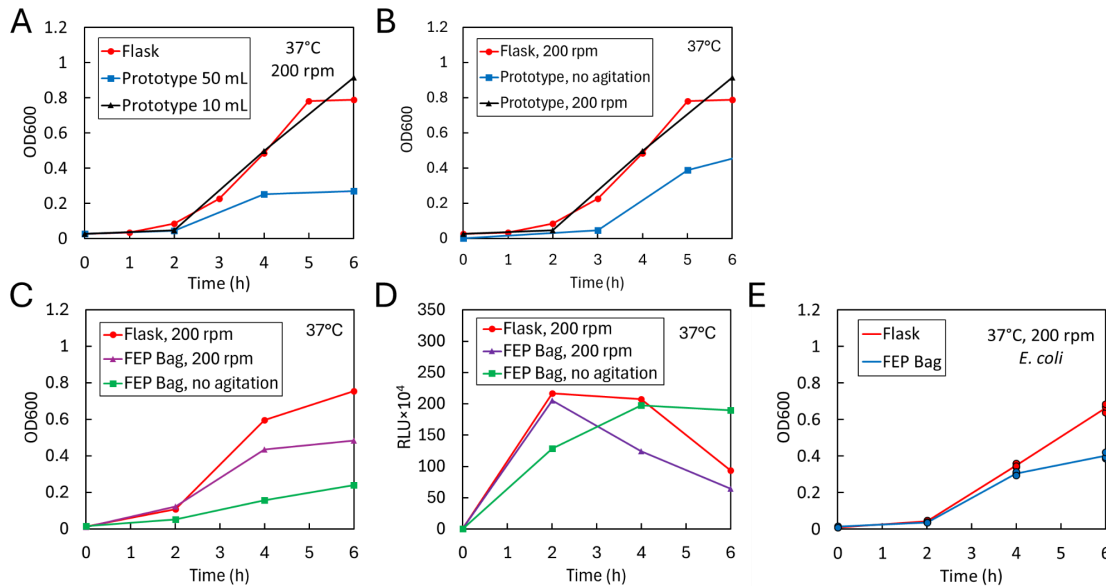 A
1.2
1
0.8
0.6
0.4
0.2
0
OD600
Flask
Prototype 50 mL
Prototype 10 mL
37°C
200 rpm
0 1 2 3 4 5 6
Time (h)
B
1.2
1
0.8
0.6
0.4
0.2
0
OD600
Flask, 200 rpm
Prototype, no agitation
Prototype, 200 rpm
37°C
0 1 2 3 4 5 6
Time (h)
C
1.2
1
0.8
0.6
0.4
0.2
0
OD600
Flask, 200 rpm
FEP Bag, 200 rpm
FEP Bag, no agitation
37°C
0 1 2 3 4 5 6
Time (h)
D
350
300
250
200
150
100
50
0
RLU×10⁴
Flask, 200 rpm
FEP Bag, 200 rpm
FEP Bag, no agitation
37°C
0 1 2 3 4 5 6
Time (h)
E
1.2
1
0.8
0.6
0.4
0.2
0
OD600
Flask
FEP Bag
37°C, 200 rpm
E. coli
0 1 2 3 4 5 6
Time (h)